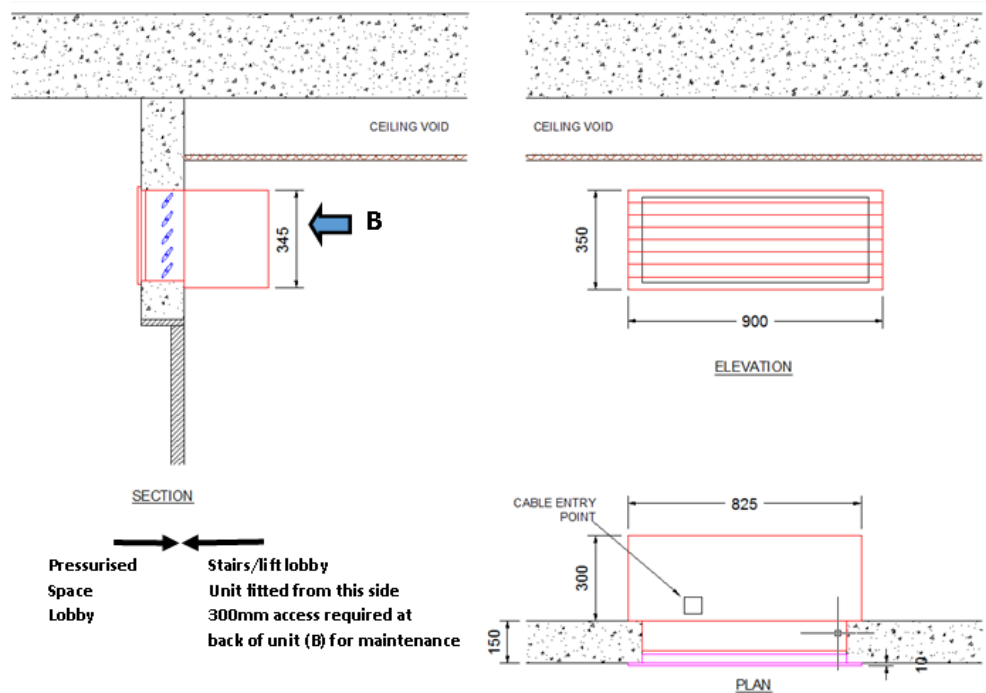 CEILING VOID
CEILING VOID
B
345
350
900
ELEVATION
SECTION
CABLE ENTRY
POINT
825
300
150
10
PLAN
Pressurised
Space
Lobby
Stairs/lift lobby
Unit fitted from this side
300mm access required at
back of unit (B) for maintenance